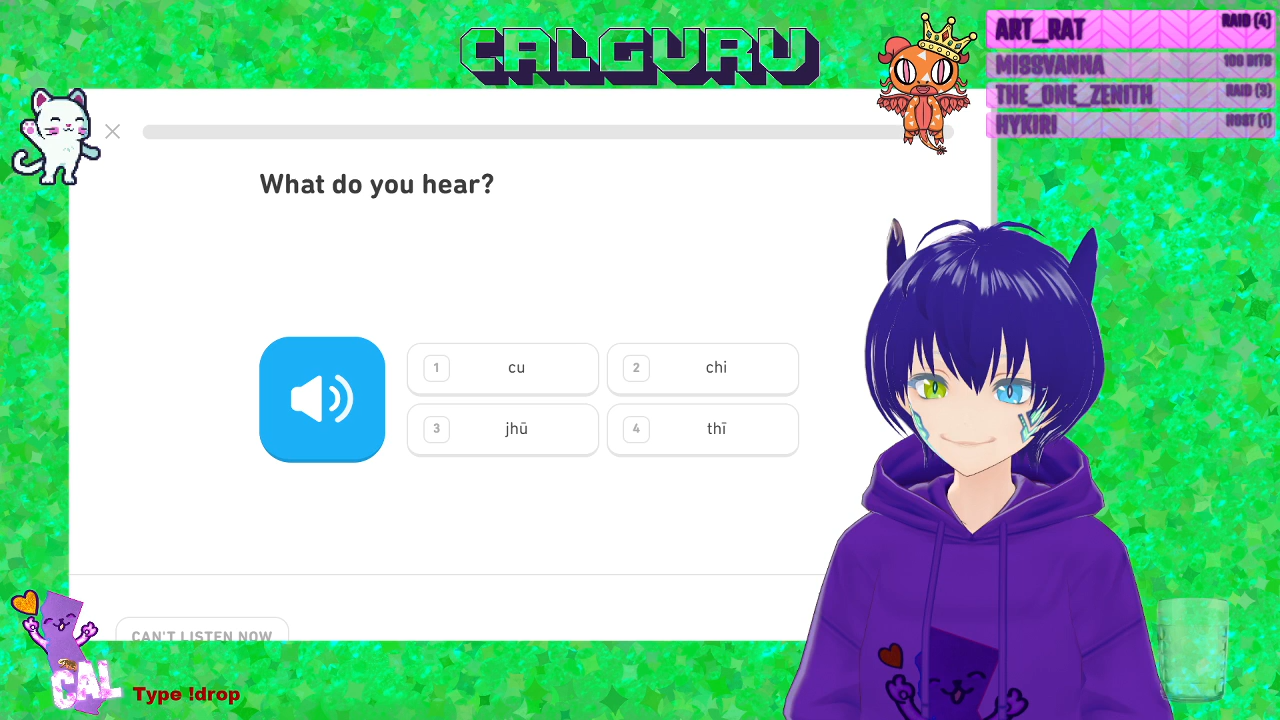 CALGURU
ART_RAT RAID (4)
MISSVANNA 100 BITS
THE_ONE_ZENITH RAID (3)
HYKIRI HOST (1)
What do you hear?
1 cu
2 chi
3 jhū
4 thī
CAN'T LISTEN NOW
CAL
Type !drop